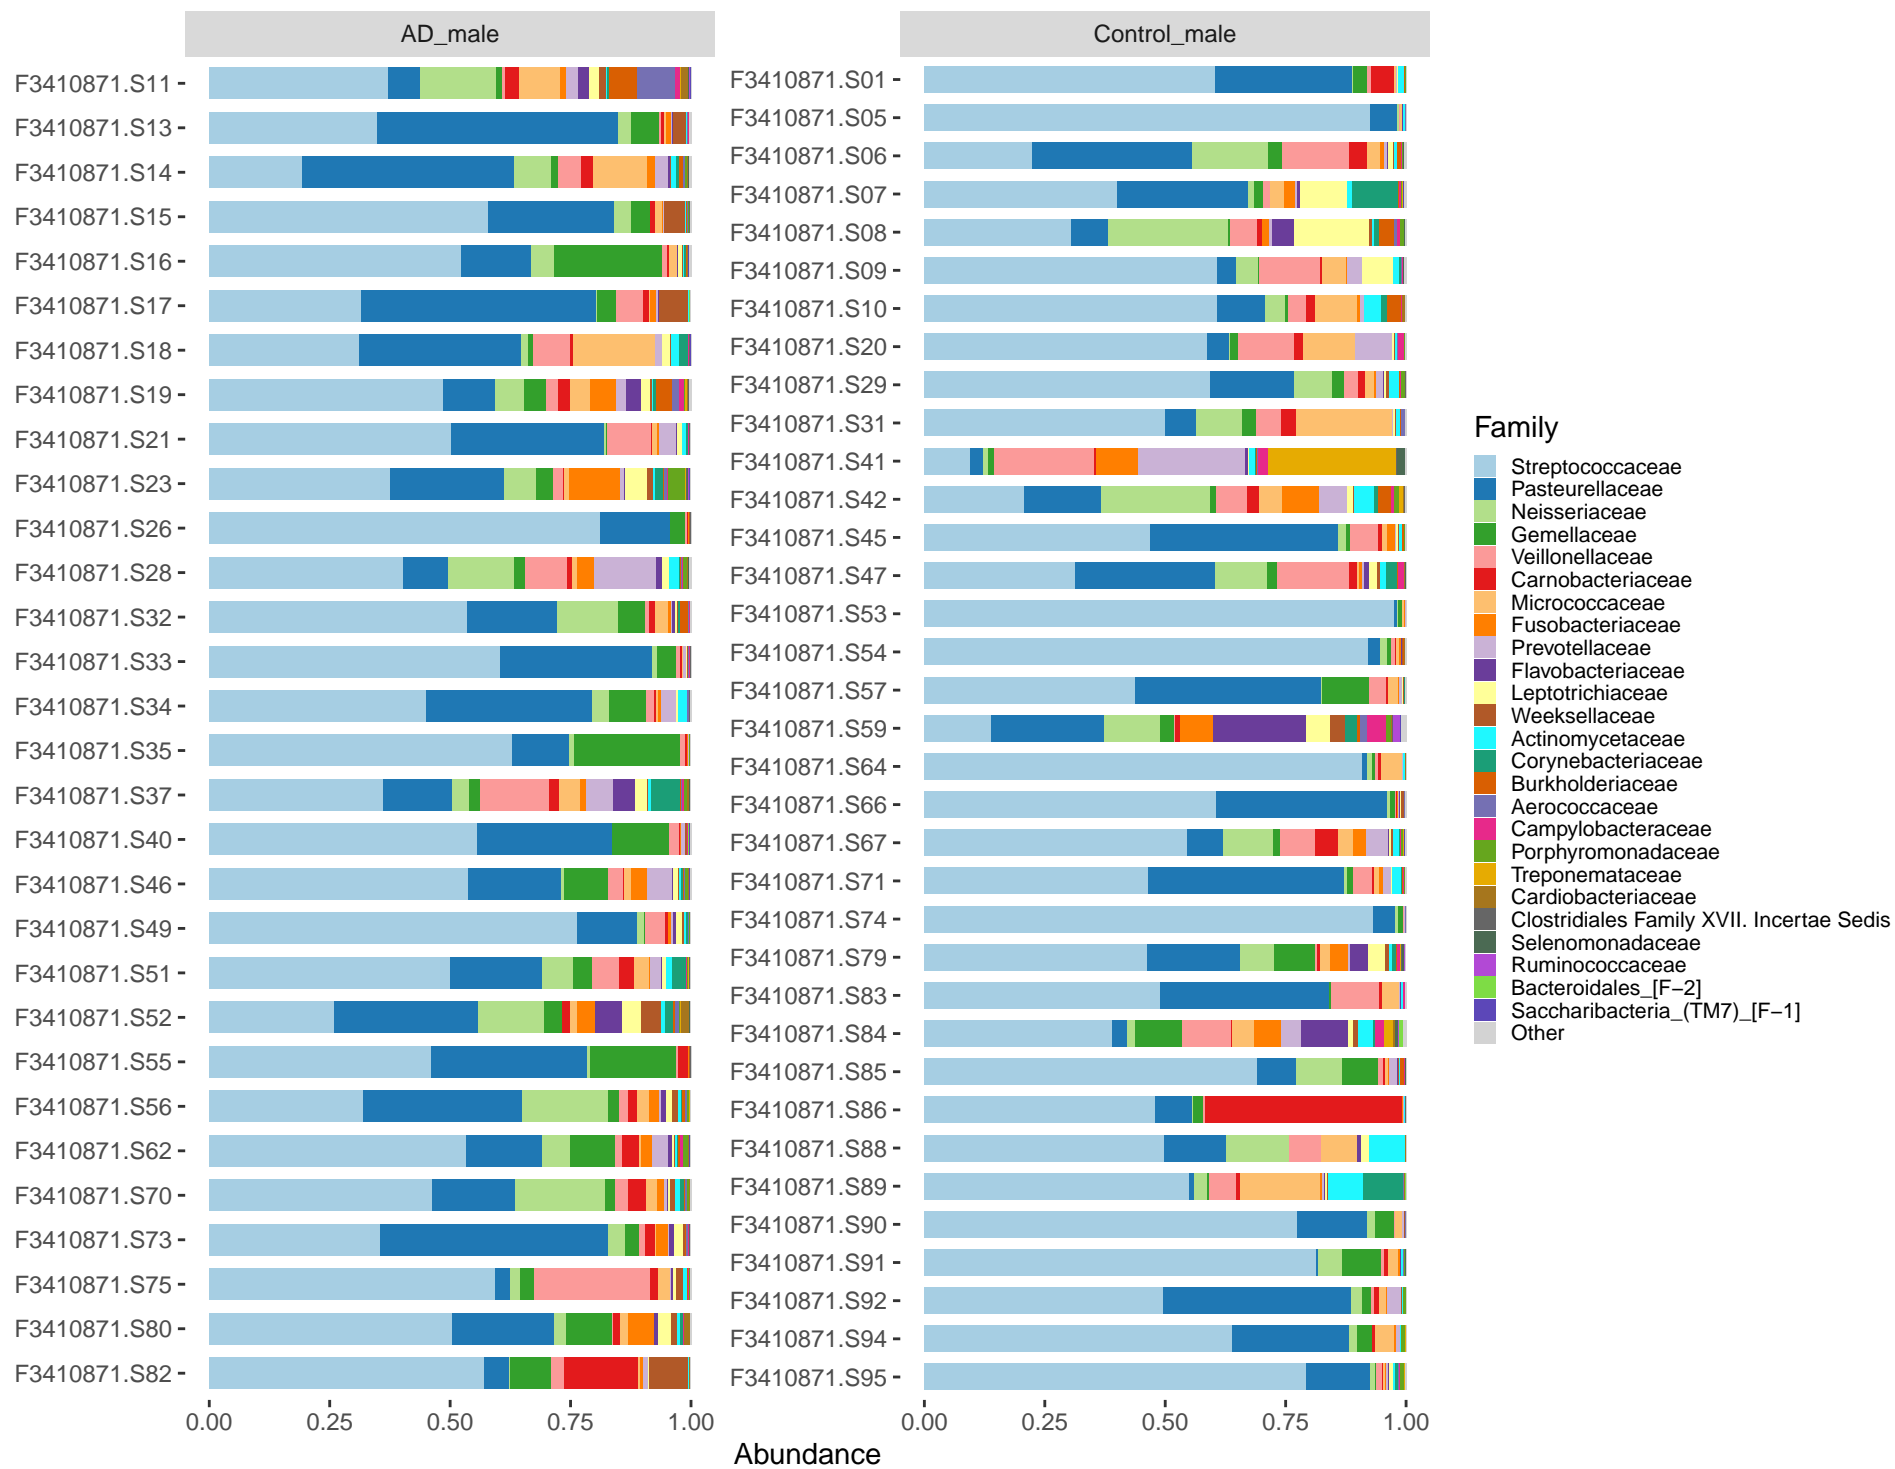 AD_male
F3410871.S11
F3410871.S13
F3410871.S14
F3410871.S15
F3410871.S16
F3410871.S17
F3410871.S18
F3410871.S19
F3410871.S21
F3410871.S23
F3410871.S26
F3410871.S28
F3410871.S32
F3410871.S33
F3410871.S34
F3410871.S35
F3410871.S37
F3410871.S40
F3410871.S46
F3410871.S49
F3410871.S51
F3410871.S52
F3410871.S55
F3410871.S56
F3410871.S62
F3410871.S70
F3410871.S73
F3410871.S75
F3410871.S80
F3410871.S82
0.00 0.25 0.50 0.75 1.00
Control_male
F3410871.S01
F3410871.S05
F3410871.S06
F3410871.S07
F3410871.S08
F3410871.S09
F3410871.S10
F3410871.S20
F3410871.S29
F3410871.S31
F3410871.S41
F3410871.S42
F3410871.S45
F3410871.S47
F3410871.S53
F3410871.S54
F3410871.S57
F3410871.S59
F3410871.S64
F3410871.S66
F3410871.S67
F3410871.S71
F3410871.S74
F3410871.S79
F3410871.S83
F3410871.S84
F3410871.S85
F3410871.S86
F3410871.S88
F3410871.S89
F3410871.S90
F3410871.S91
F3410871.S92
F3410871.S94
F3410871.S95
0.00 0.25 0.50 0.75 1.00
Abundance
Family
Streptococcaceae
Pasteurellaceae
Neisseriaceae
Gemellaceae
Veillonellaceae
Carnobacteriaceae
Micrococcaceae
Fusobacteriaceae
Prevotellaceae
Flavobacteriaceae
Leptotrichiaceae
Weeksellaceae
Actinomycetaceae
Corynebacteriaceae
Burkholderiaceae
Aerococcaceae
Campylobacteraceae
Porphyromonadaceae
Treponemataceae
Cardiobacteriaceae
Clostridiales Family XVII. Incertae Sedis
Selenomonadaceae
Ruminococcaceae
Bacteroidales_[F−2]
Saccharibacteria_(TM7)_[F−1]
Other